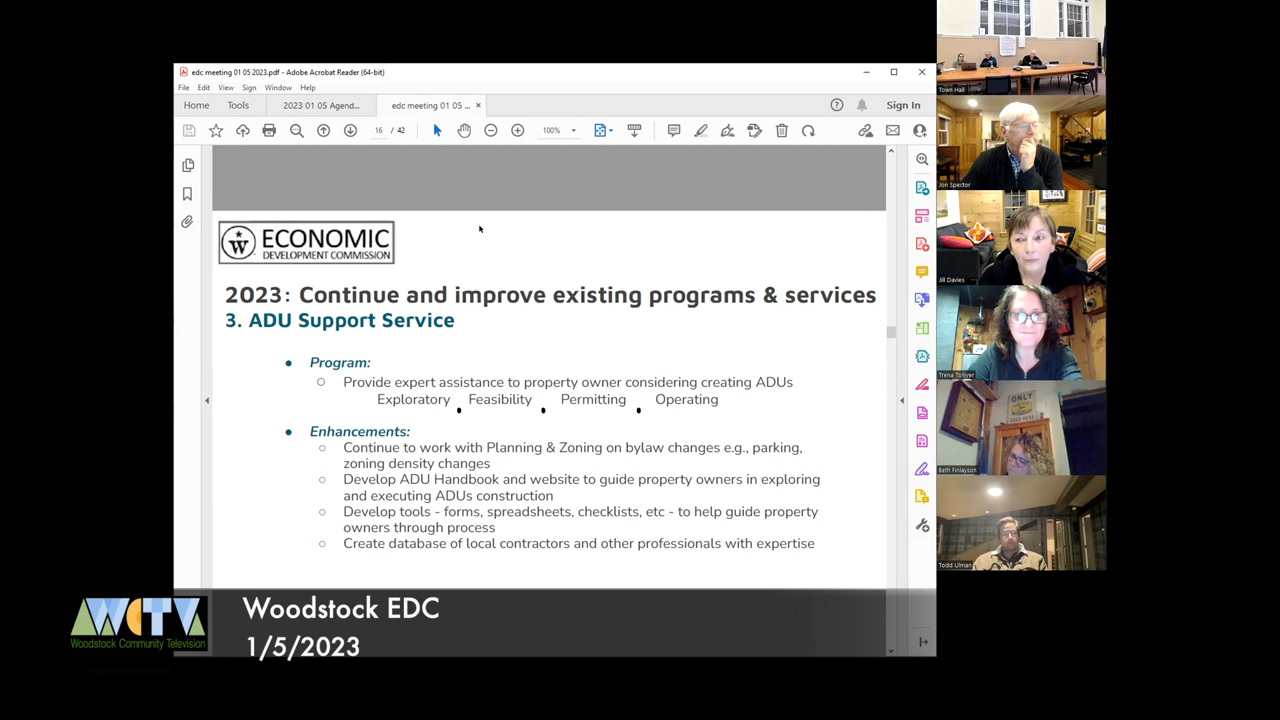 edc meeting 01 05 2023.pdf - Adobe Acrobat Reader (64-bit)
File Edit View Sign Window Help
Home Tools 2023 01 05 Agend... edc meeting 01 05 ... × Sign In
16 / 42 100%
W ECONOMIC
DEVELOPMENT COMMISSION
2023: Continue and improve existing programs & services
3. ADU Support Service
• Program:
○ Provide expert assistance to property owner considering creating ADUs
Exploratory • Feasibility • Permitting • Operating
• Enhancements:
○ Continue to work with Planning & Zoning on bylaw changes e.g., parking,
zoning density changes
○ Develop ADU Handbook and website to guide property owners in exploring
and executing ADUs construction
○ Develop tools - forms, spreadsheets, checklists, etc - to help guide property
owners through process
○ Create database of local contractors and other professionals with expertise
Town Hall
Jon Spector
Jill Davies
Trena Tolliver
ONLY
Beth Finlayson
Todd Ulman
WCTV
Woodstock Community Television
Woodstock EDC
1/5/2023